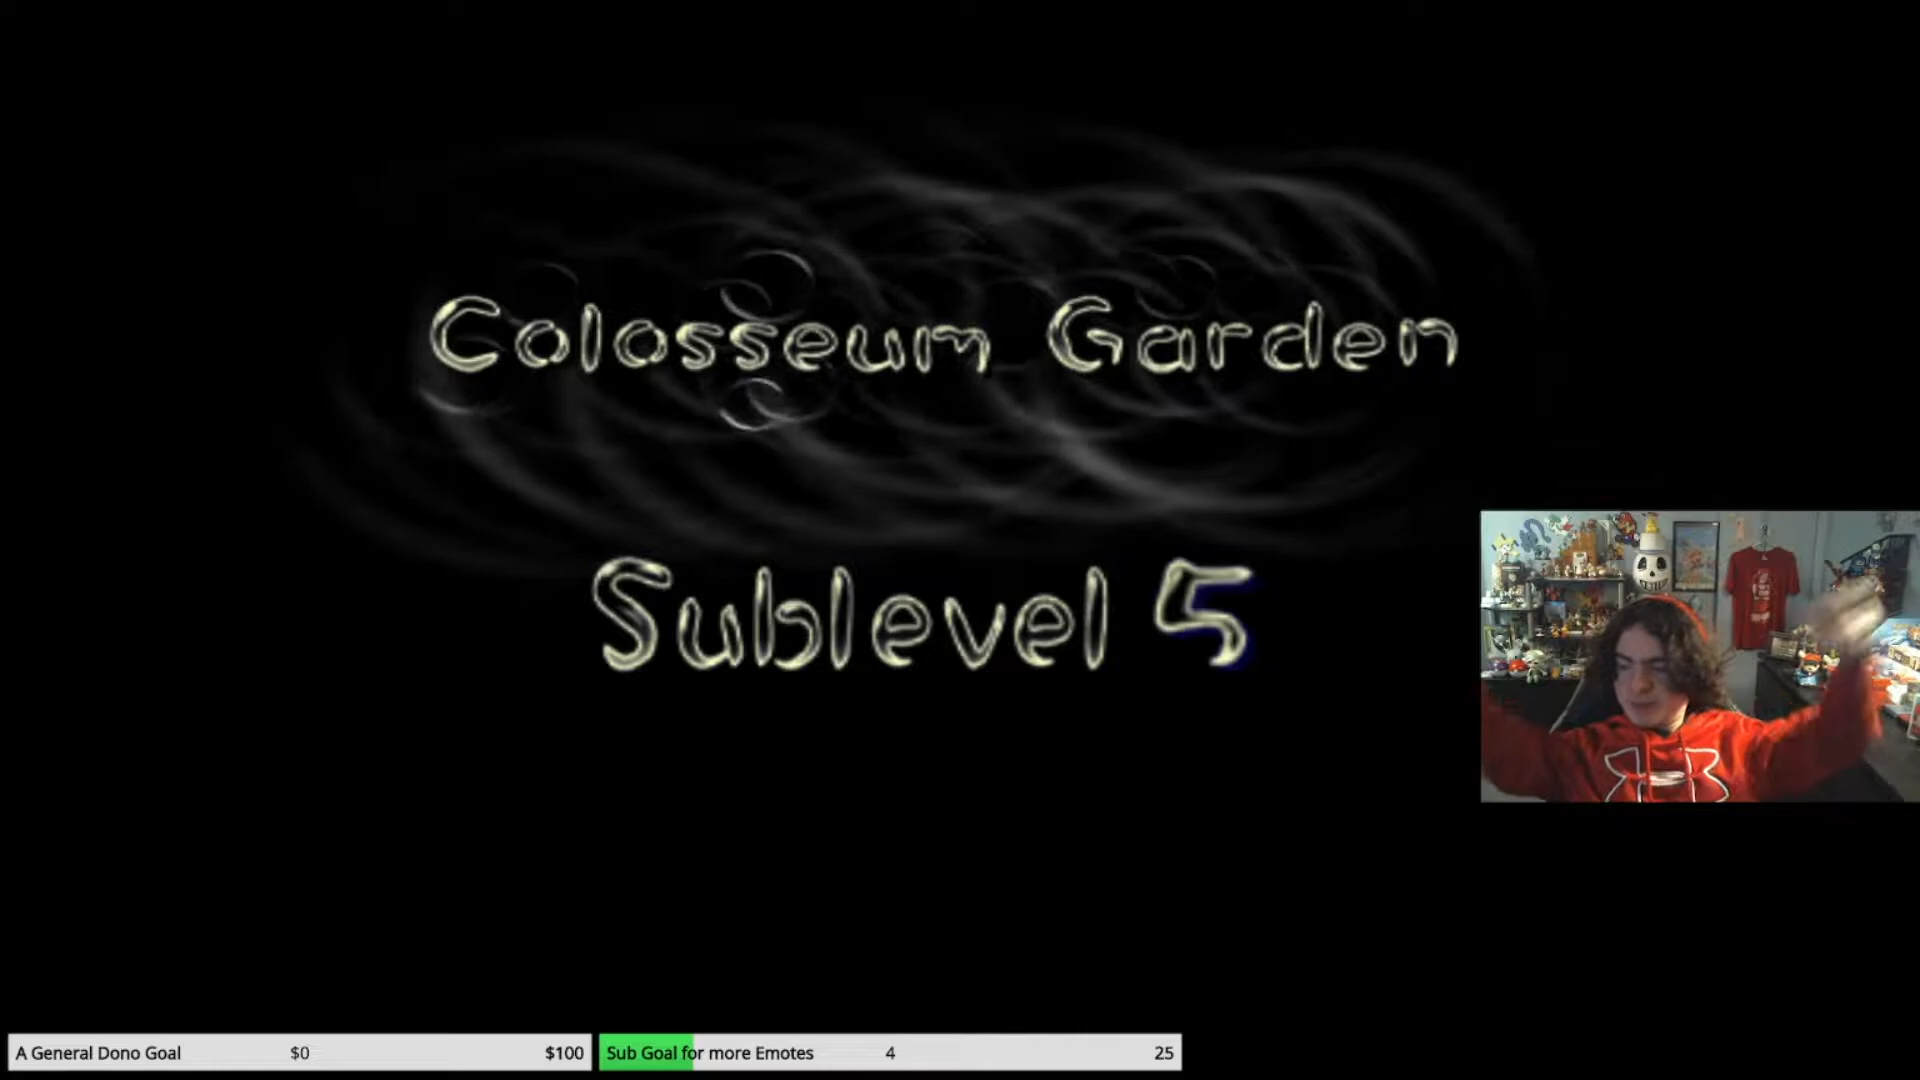 Colosseum Garden
Sublevel 5
A General Dono Goal $0 $100
Sub Goal for more Emotes 4 25